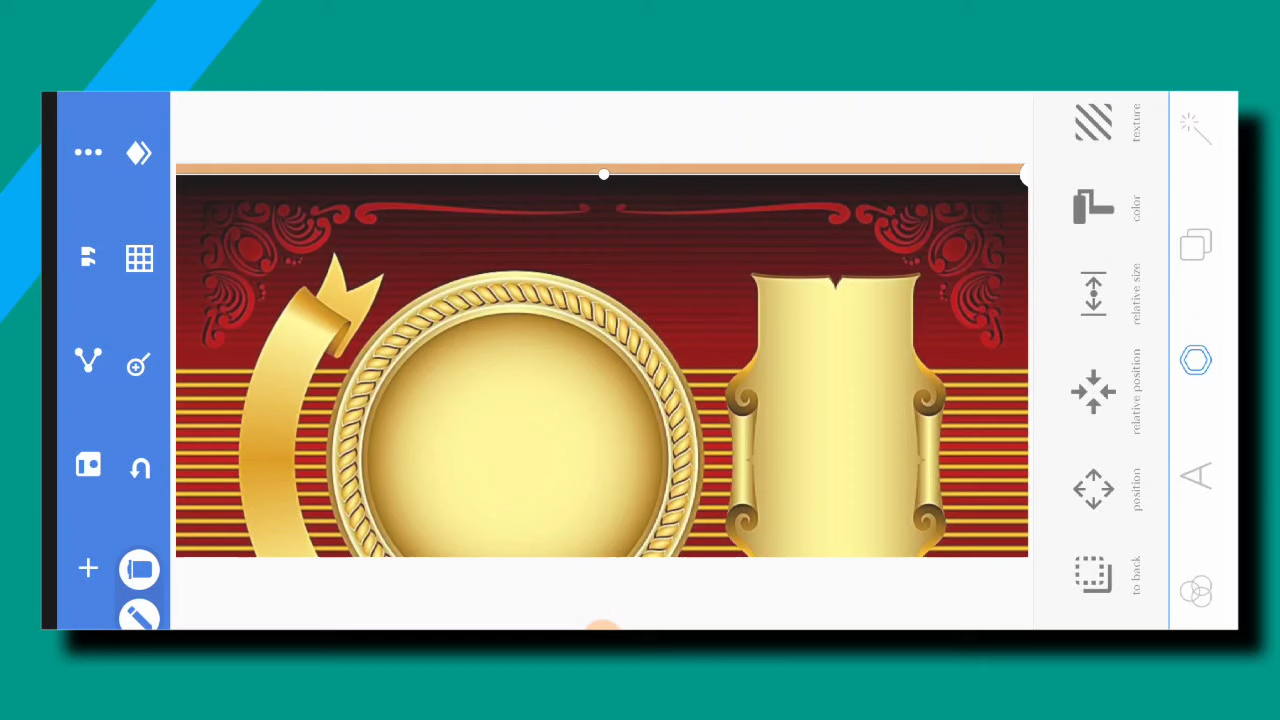 texture
color
relative size
relative position
position
to back